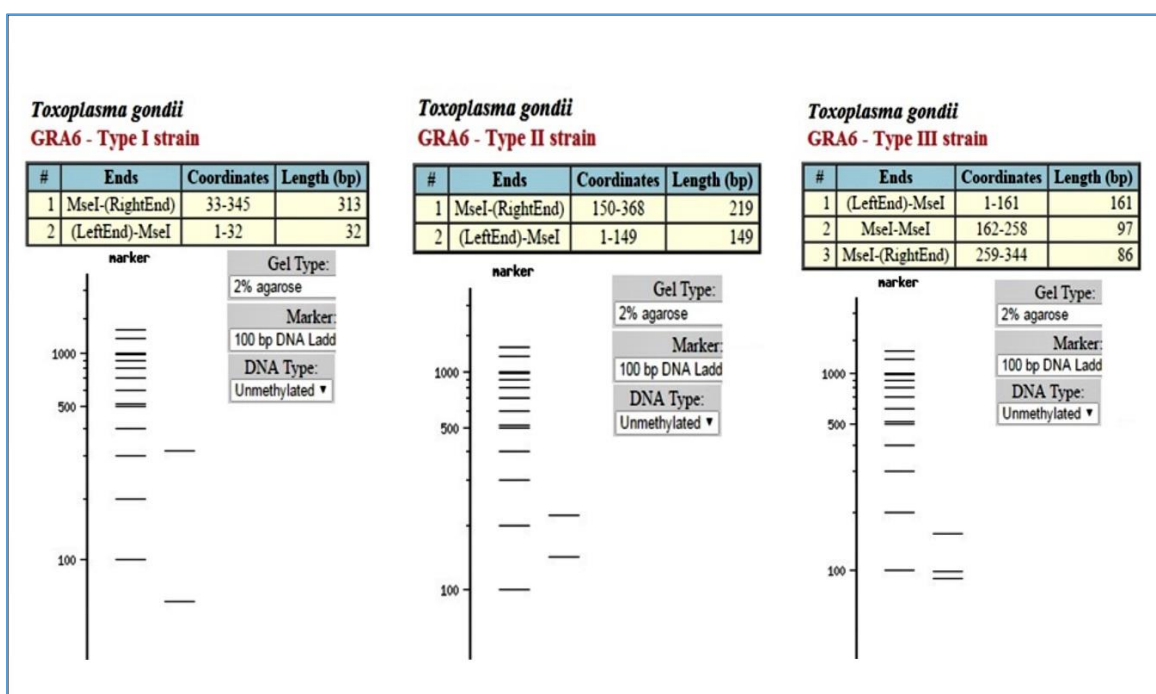 Toxoplasma gondii
GRA6 - Type I strain
# Ends Coordinates Length (bp)
1 MseI-(RightEnd) 33-345 313
2 (LeftEnd)-MseI 1-32 32
marker
Gel Type:
2% agarose
Marker:
100 bp DNA Ladd
DNA Type:
Unmethylated ▼
1000
500
100
Toxoplasma gondii
GRA6 - Type II strain
# Ends Coordinates Length (bp)
1 MseI-(RightEnd) 150-368 219
2 (LeftEnd)-MseI 1-149 149
marker
Gel Type:
2% agarose
Marker:
100 bp DNA Ladd
DNA Type:
Unmethylated ▼
1000
500
100
Toxoplasma gondii
GRA6 - Type III strain
# Ends Coordinates Length (bp)
1 (LeftEnd)-MseI 1-161 161
2 MseI-MseI 162-258 97
3 MseI-(RightEnd) 259-344 86
marker
Gel Type:
2% agarose
Marker:
100 bp DNA Ladd
DNA Type:
Unmethylated ▼
1000
500
100